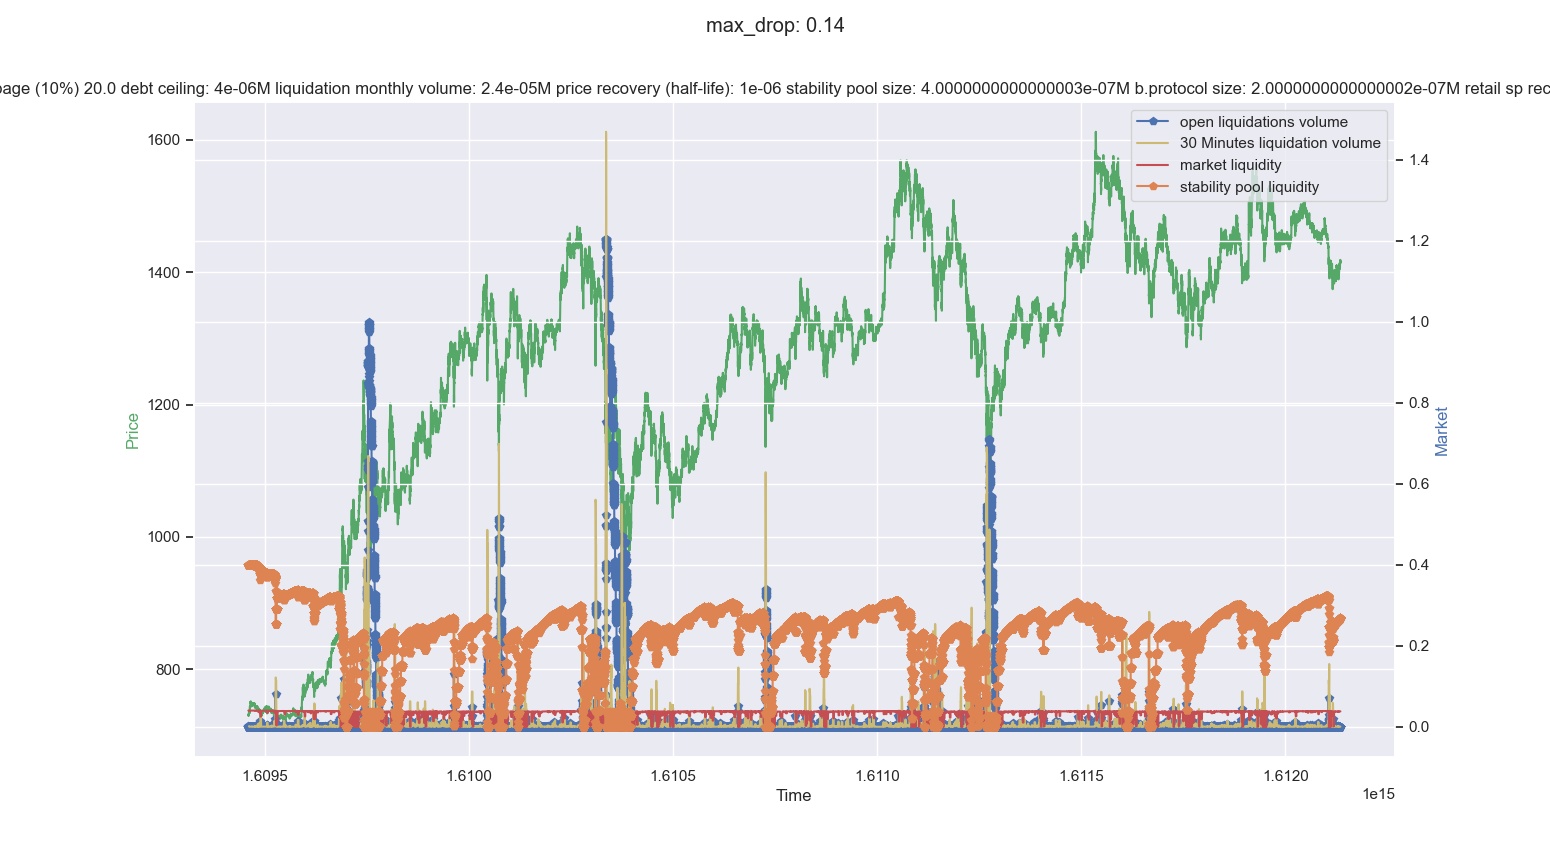 max_drop: 0.14
page (10%) 20.0 debt ceiling: 4e-06M liquidation monthly volume: 2.4e-05M price recovery (half-life): 1e-06 stability pool size: 4.0000000000000003e-07M b.protocol size: 2.0000000000000002e-07M retail sp rec
open liquidations volume
30 Minutes liquidation volume
market liquidity
stability pool liquidity
1600
1400
1200
1000
800
Price
1.4
1.2
1.0
0.8
0.6
0.4
0.2
0.0
Market
1.6095 1.6100 1.6105 1.6110 1.6115 1.6120
Time
1e15